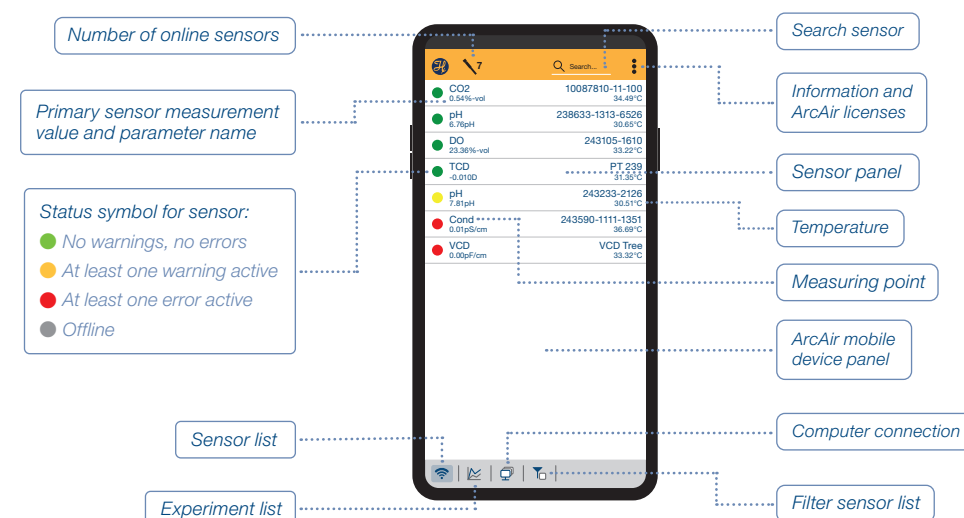 Number of online sensors
Primary sensor measurement
value and parameter name
Status symbol for sensor:
No warnings, no errors
At least one warning active
At least one error active
Offline
Sensor list
Experiment list
7
Search...
CO2
10087810-11-100
0.54%-vol
34.49°C
pH
238633-1313-6526
6.76pH
30.65°C
DO
243105-1610
23.36%-vol
33.22°C
TCD
PT 239
-0.010D
31.35°C
pH
243233-2126
7.81pH
30.51°C
Cond
243590-1111-1351
0.01pS/cm
36.69°C
VCD
VCD Tree
0.00pF/cm
33.32°C
Search sensor
Information and
ArcAir licenses
Sensor panel
Temperature
Measuring point
ArcAir mobile
device panel
Computer connection
Filter sensor list